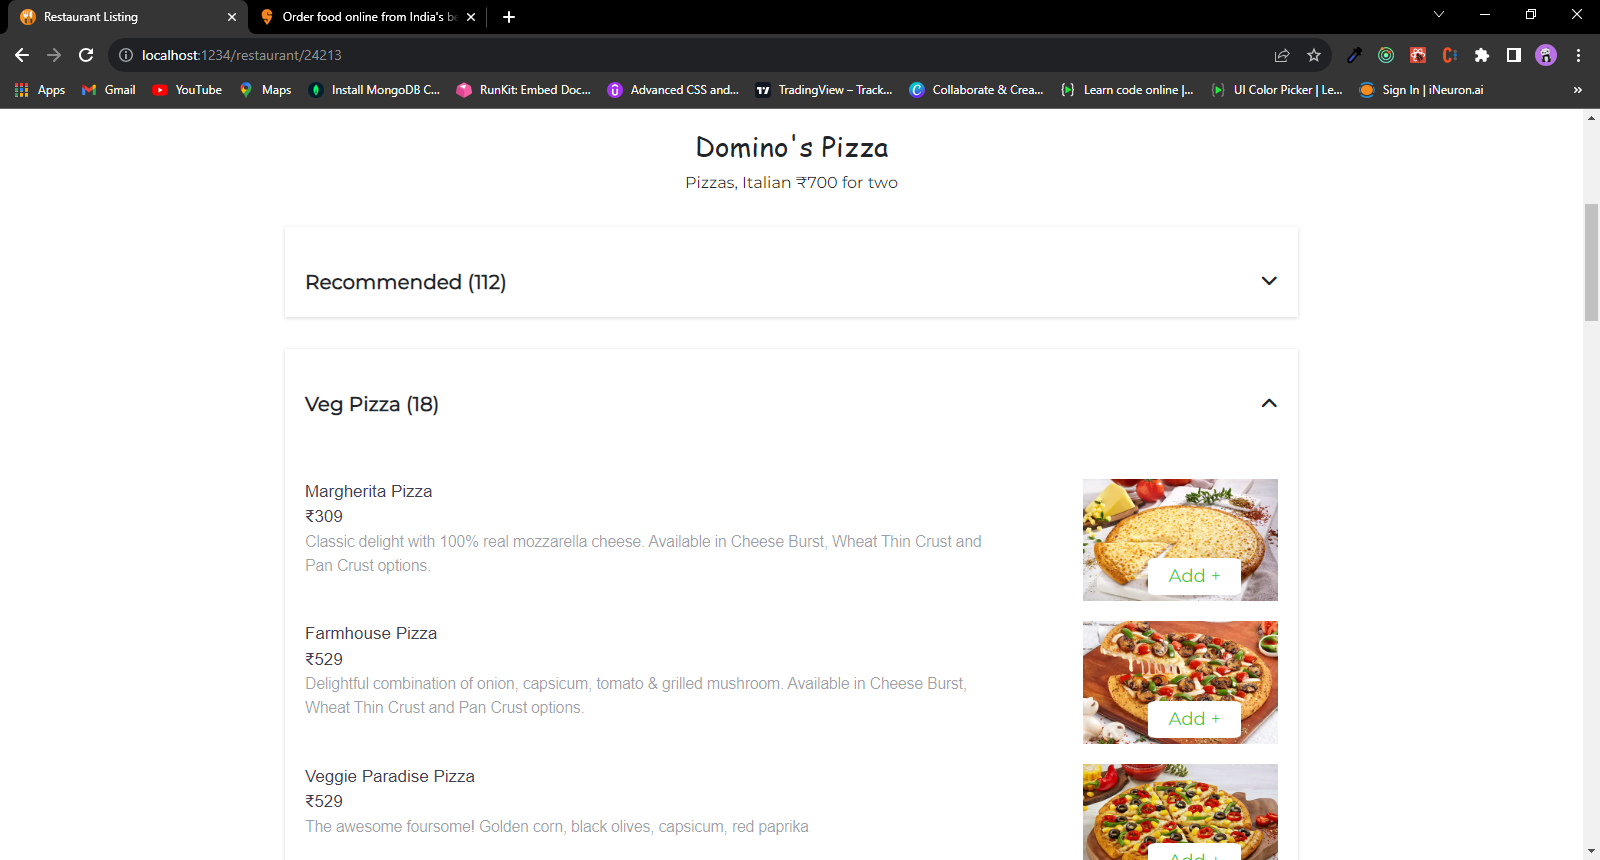 Restaurant Listing
Order food online from India's be
localhost:1234/restaurant/24213
Apps Gmail YouTube Maps Install MongoDB C... RunKit: Embed Doc... Advanced CSS and... TradingView – Track... Collaborate & Crea... Learn code online |... UI Color Picker | Le... Sign In | iNeuron.ai »
Domino's Pizza
Pizzas, Italian ₹700 for two
Recommended (112)
Veg Pizza (18)
Margherita Pizza
₹309
Classic delight with 100% real mozzarella cheese. Available in Cheese Burst, Wheat Thin Crust and
Pan Crust options.
Add +
Farmhouse Pizza
₹529
Delightful combination of onion, capsicum, tomato & grilled mushroom. Available in Cheese Burst,
Wheat Thin Crust and Pan Crust options.
Add +
Veggie Paradise Pizza
₹529
The awesome foursome! Golden corn, black olives, capsicum, red paprika
Add +